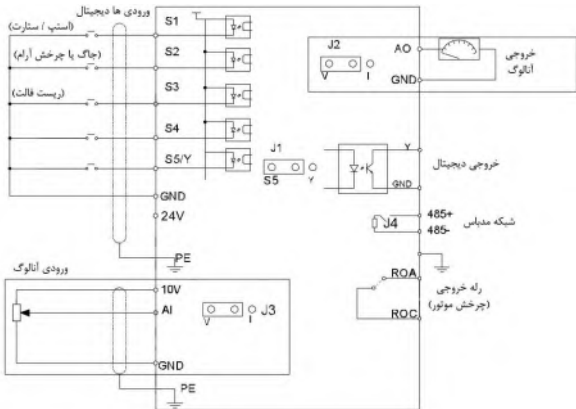 ورودی ها دیجیتال
(استپ / ستارت)
S1
(جاگ یا چرخش آرام)
S2
(ریست فالت)
S3
S4
S5/Y
GND
24V
PE
J1
S5
Y
J2
V
I
AO
GND
خروجی
آنالوگ
Y
GND
خروجی دیجیتال
J4
485+
485-
شبکه مدباس
ROA
ROC
رله خروجی
(چرخش موتور)
ورودی آنالوگ
10V
AI
GND
J3
V
I
PE